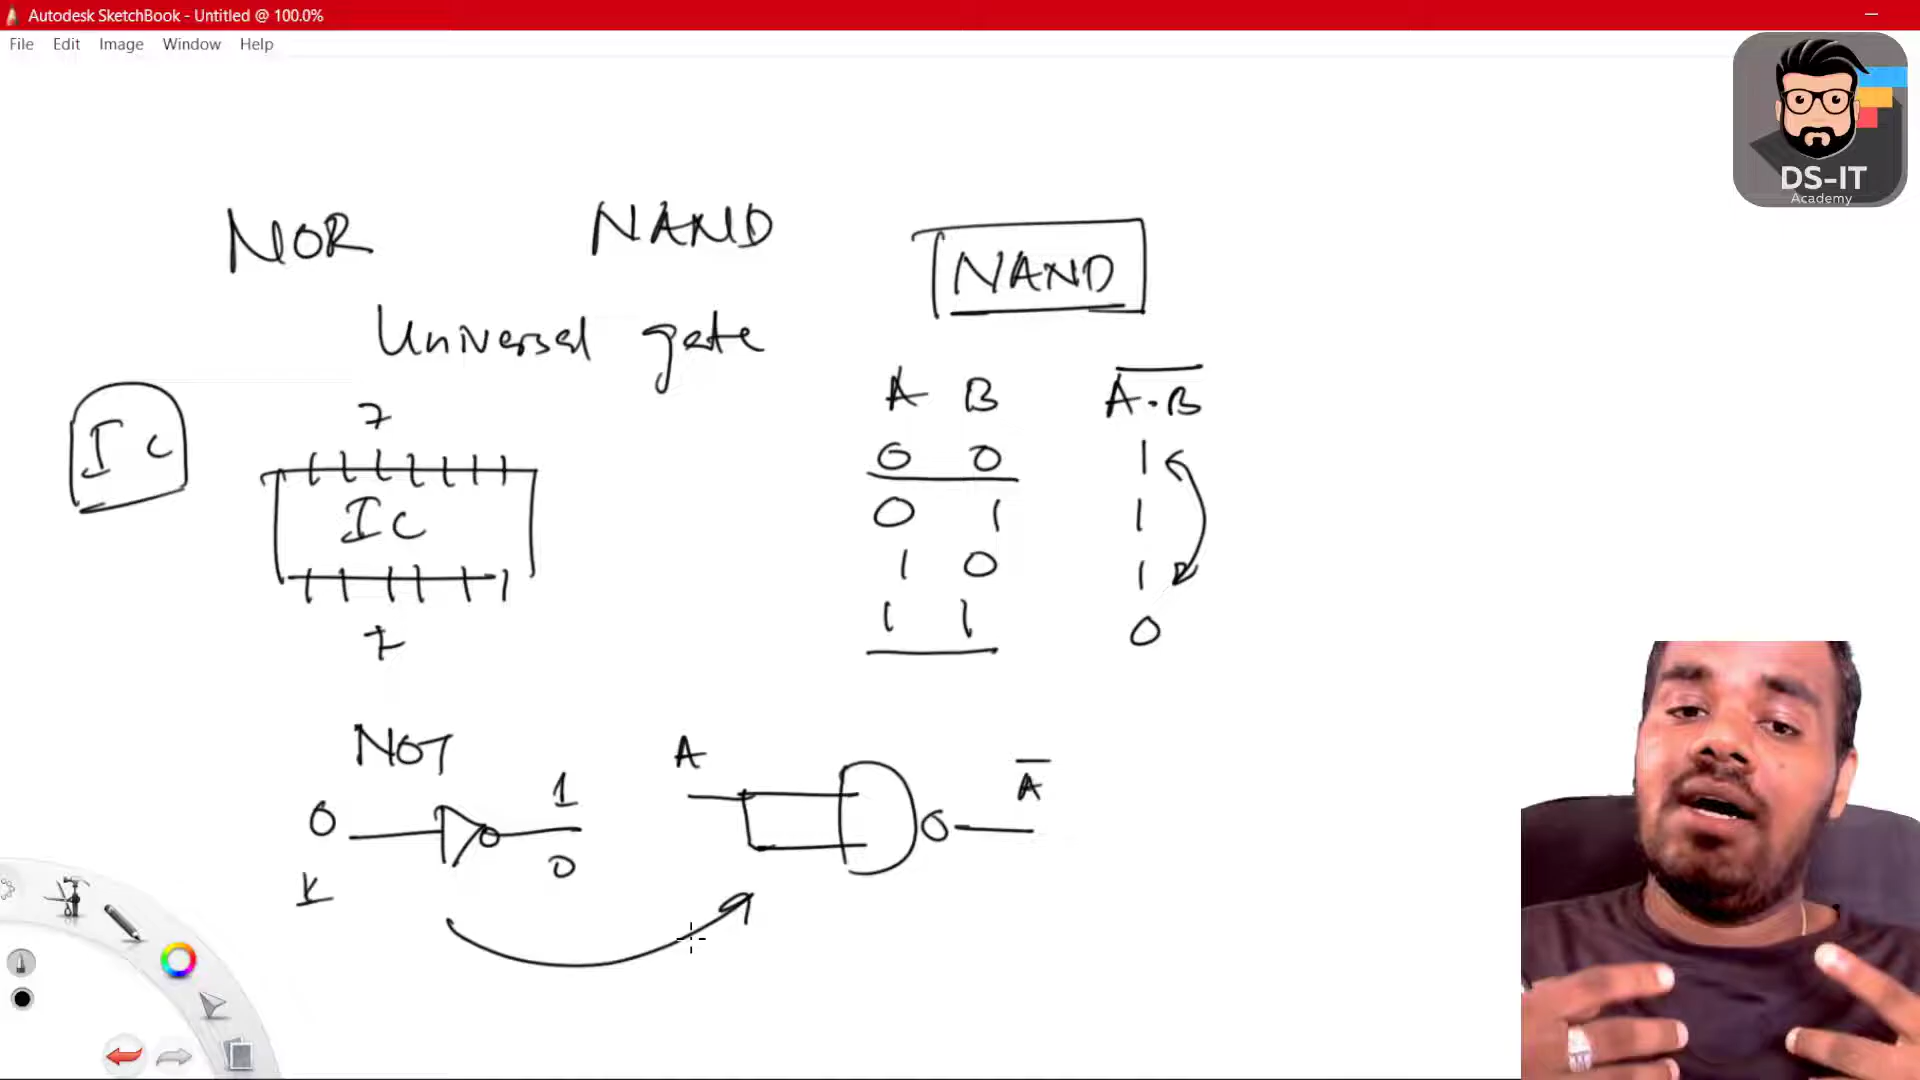 Autodesk SketchBook - Untitled @ 100.0%
File Edit Image Window Help
DS-IT
Academy
NOR NAND
NAND
Universal gate
A B A.B
0 0 1
0 1 1
1 0 1
1 1 0
IC
7
IC
7
NOT
0 1
0
A A